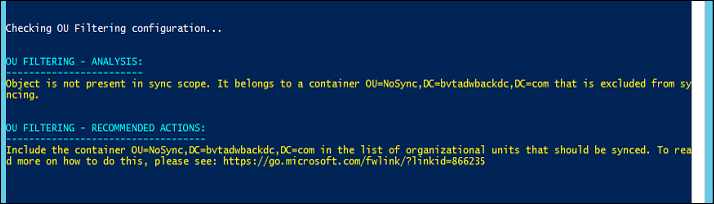 Checking OU Filtering configuration...
OU FILTERING - ANALYSIS:
------------------------
Object is not present in sync scope. It belongs to a container OU=NoSync,DC=bvtadwbackdc,DC=com that is excluded from sy
ncing.
OU FILTERING - RECOMMENDED ACTIONS:
-----------------------------------
Include the container OU=NoSync,DC=bvtadwbackdc,DC=com in the list of organizational units that should be synced. To rea
d more on how to do this, please see: https://go.microsoft.com/fwlink/?linkid=866235